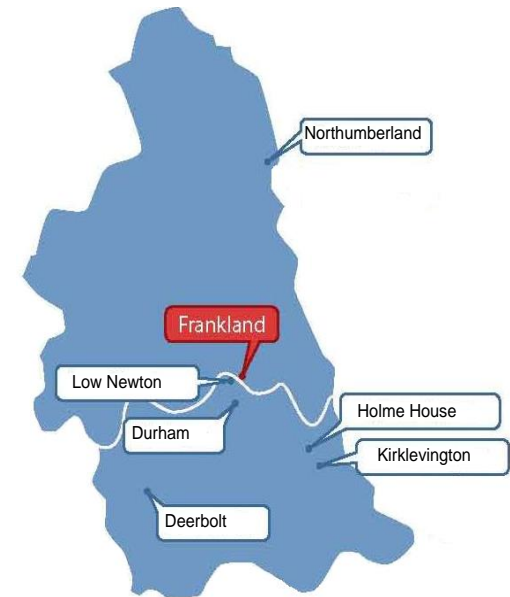 Northumberland
Frankland
Low Newton
Holme House
Durham
Kirklevington
Deerbolt